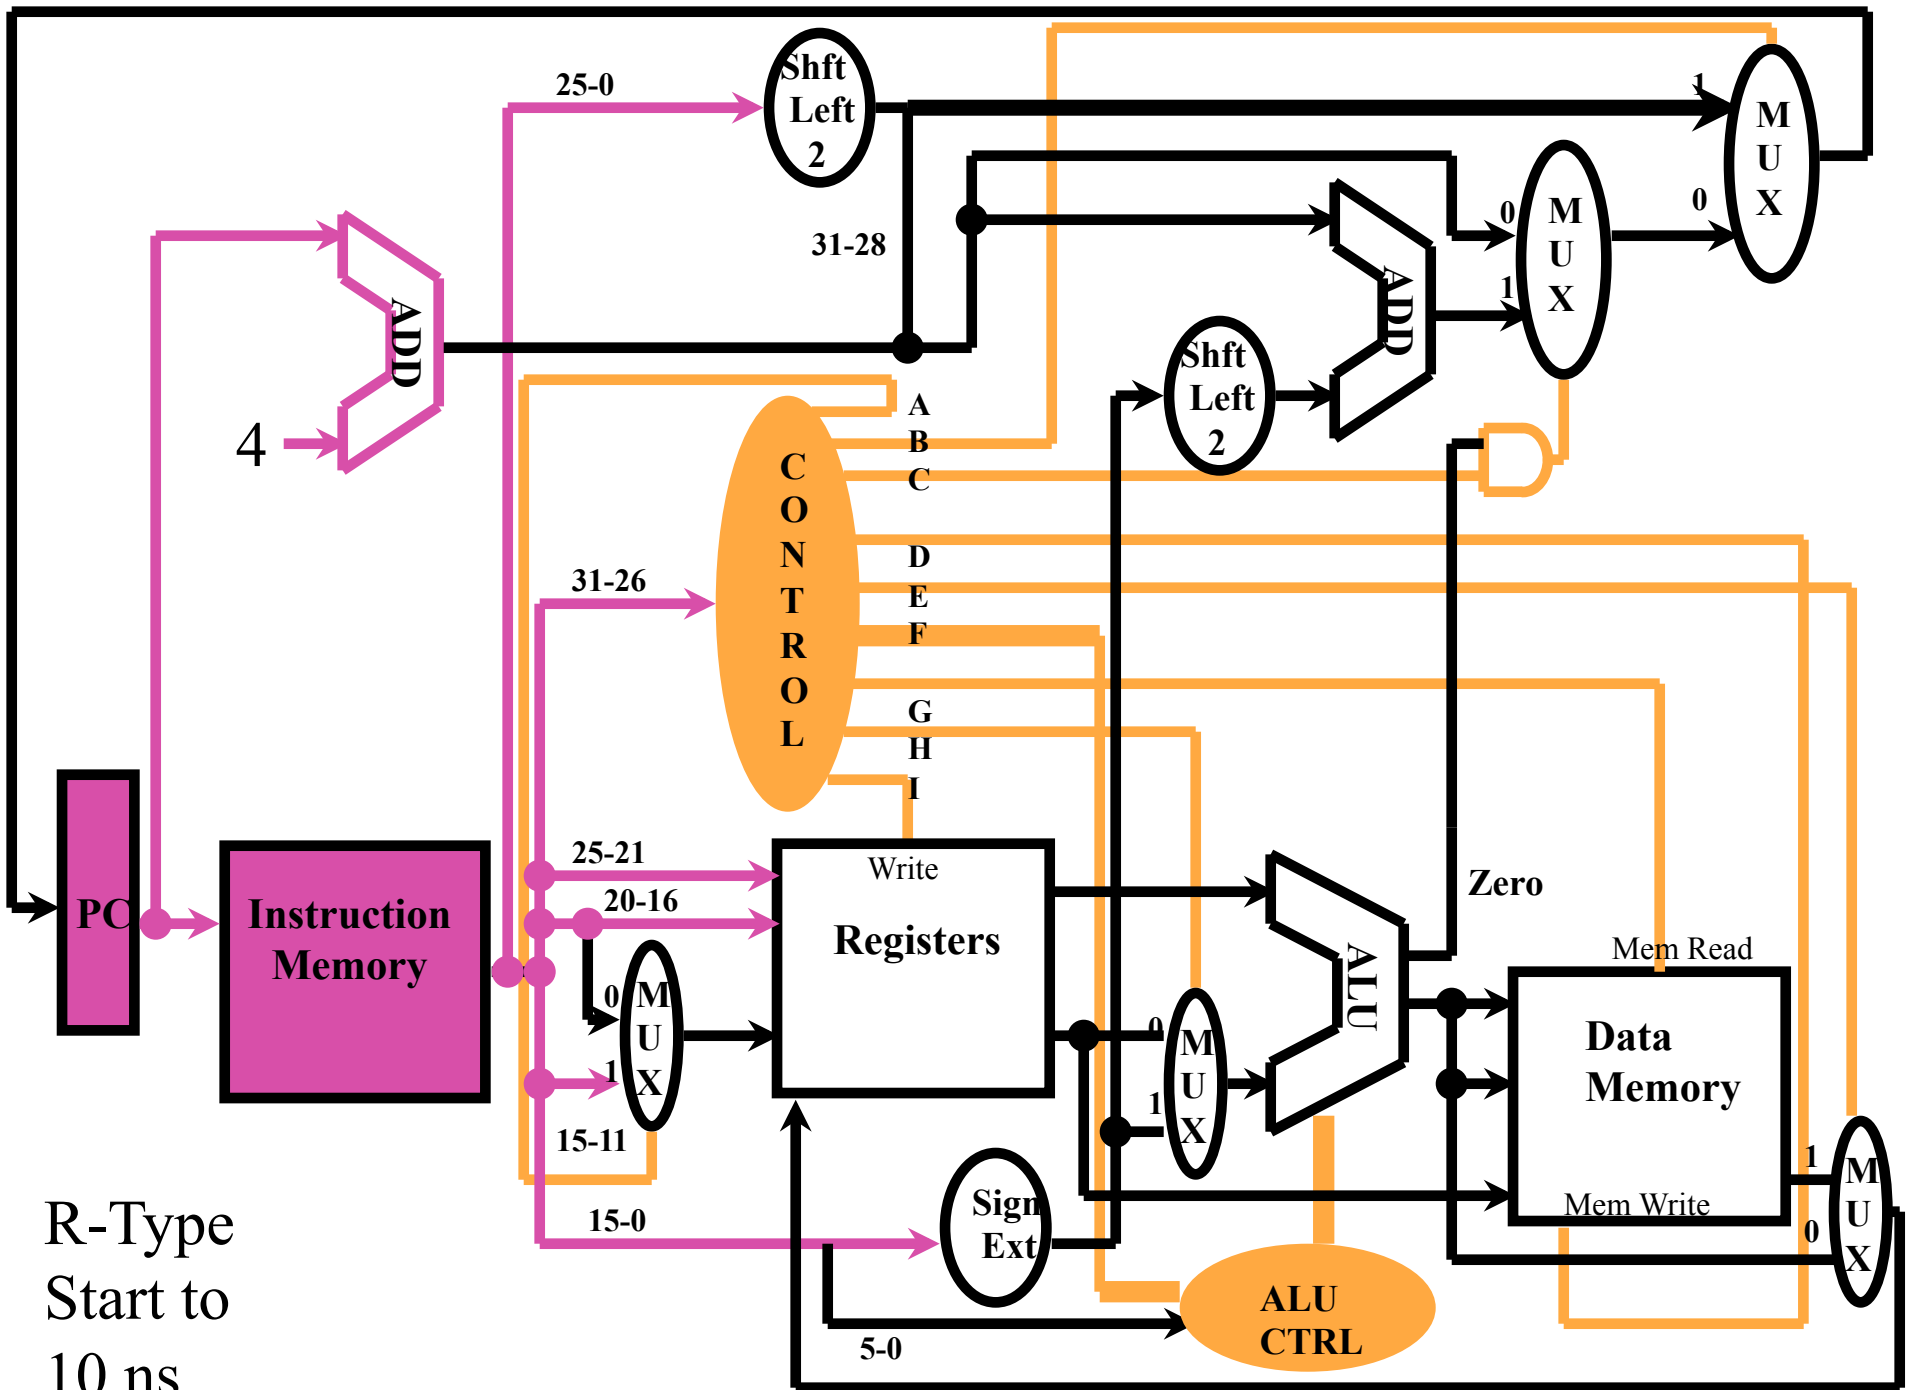 25-0
Shft
Left
2
1
M
U
X
31-28
0
M
U
X
0
1
ADD
ADD
4
Shft
Left
2
A
B
C
D
E
F
G
H
I
C
O
N
T
R
O
L
31-26
25-21
20-16
Write
Registers
Zero
PC
Instruction
Memory
0
M
U
X
1
15-11
0
M
U
X
1
ALU
Mem Read
Data
Memory
Mem Write
1
M
U
X
0
15-0
Sign
Ext
ALU
CTRL
5-0
R-Type
Start to
10 ns